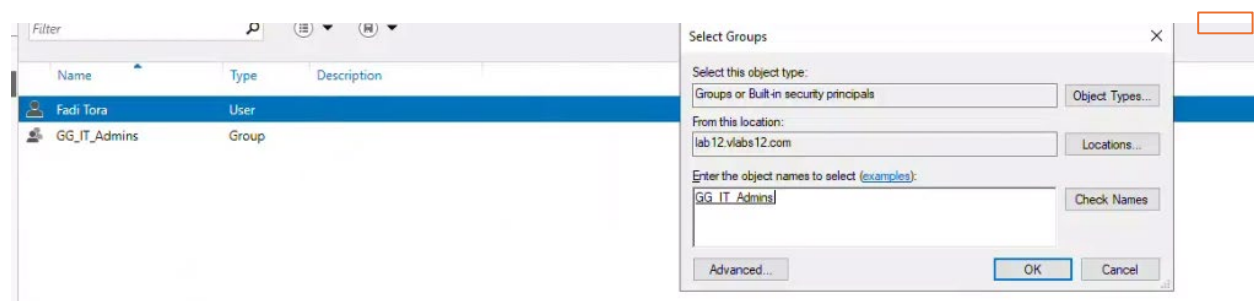 Filter
Name Type Description
Fadi Tora User
GG_IT_Admins Group
Select Groups
Select this object type:
Groups or Built-in security principals Object Types...
From this location:
lab12.vlabs12.com Locations...
Enter the object names to select (examples):
GG_IT_Admins Check Names
Advanced... OK Cancel